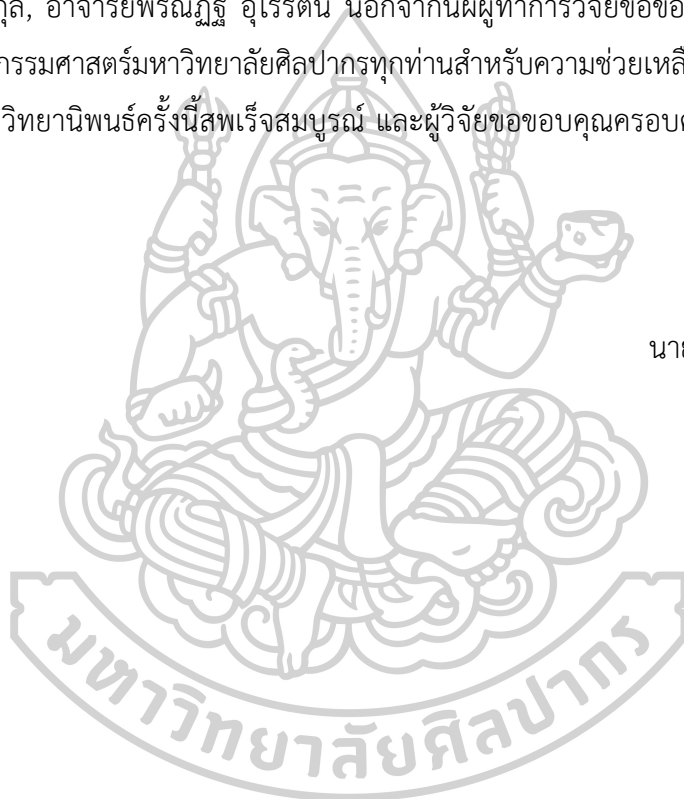 กุล, อาจารย์พรณัฏฐ์ อุไรรัตน์ นอกจากนี้ผู้ทำการวิจัยขอขอ
กรรมศาสตร์มหาวิทยาลัยศิลปากรทุกท่านสำหรับความช่วยเหลื
วิทยานิพนธ์ครั้งนี้สพเร็จสมบูรณ์ และผู้วิจัยขอขอบคุณครอบค
นาย
มหาวิทยาลัยศิลปากร